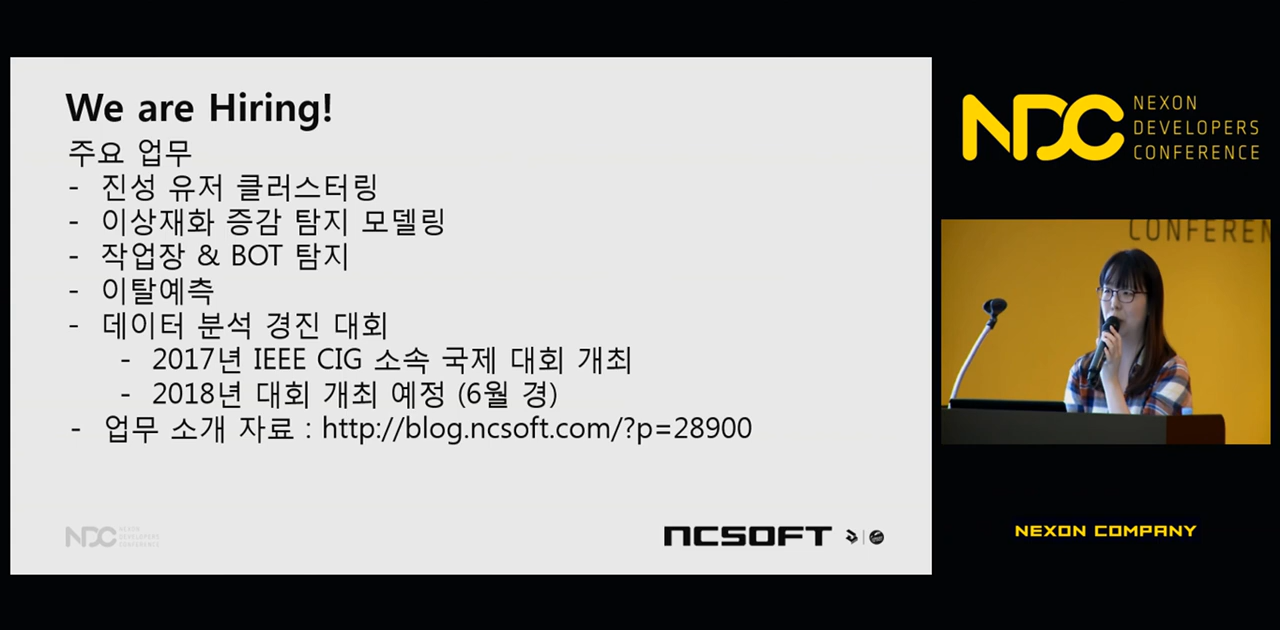 We are Hiring!
주요 업무
- 진성 유저 클러스터링
- 이상재화 증감 탐지 모델링
- 작업장 & BOT 탐지
- 이탈예측
- 데이터 분석 경진 대회
- 2017년 IEEE CIG 소속 국제 대회 개최
- 2018년 대회 개최 예정 (6월 경)
- 업무 소개 자료 : http://blog.ncsoft.com/?p=28900
NDC
NEXON
DEVELOPERS
CONFERENCE
NCSOFT
NDC
NEXON
DEVELOPERS
CONFERENCE
CONFEREN
NEXON COMPANY